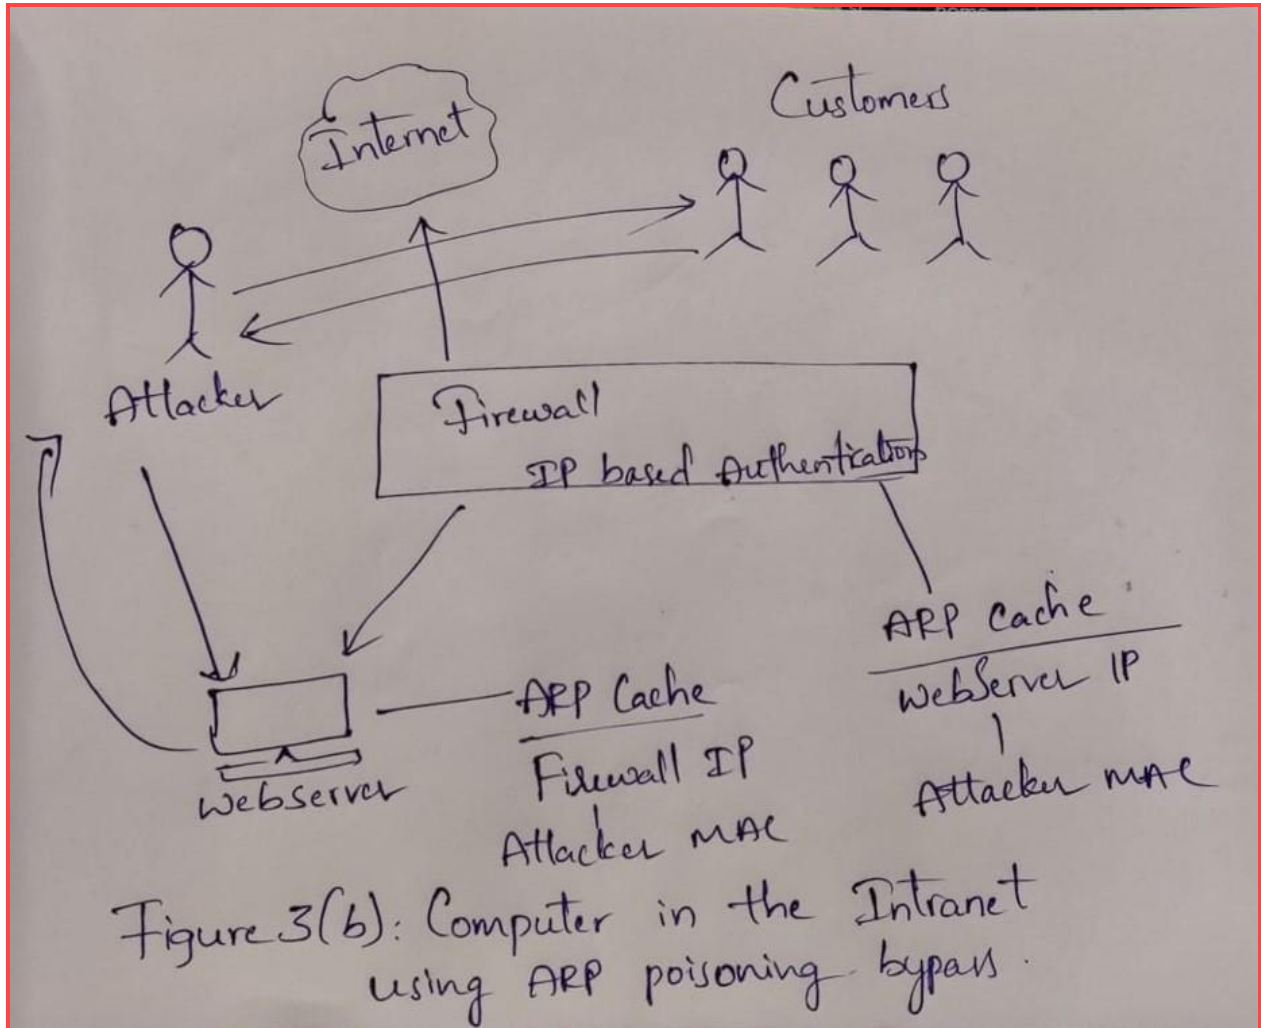 Internet
Customers
Attacker
Firewall
IP based Authentication
ARP Cache
WebServer IP
Attacker MAC
ARP Cache
Firewall IP
Attacker MAC
Webserver
Figure 3(b): Computer in the Intranet
using ARP poisoning bypass.